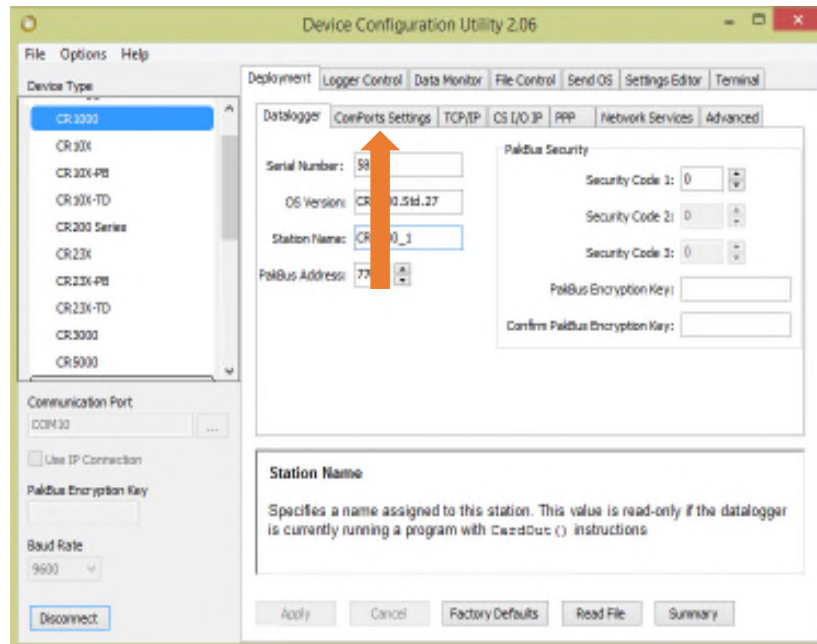 Device Configuration Utility 2.06
File Options Help
Device Type
CR1000
CR10X
CR10X-PB
CR10X-TD
CR200 Series
CR23X
CR23X-PB
CR23X-TD
CR3000
CR5000
Communication Port
COM10
...
Use IP Connection
PakBus Encryption Key
Baud Rate
9600
Disconnect
Deployment Logger Control Data Monitor File Control Send OS Settings Editor Terminal
Datalogger ComPorts Settings TCP/IP CS I/O IP PPP Network Services Advanced
Serial Number:
OS Version: .Std.27
Station Name: _1
PakBus Address:
PakBus Security
Security Code 1: 0
Security Code 2: 0
Security Code 3: 0
PakBus Encryption Key:
Confirm PakBus Encryption Key:
Station Name
Specifies a name assigned to this station. This value is read-only if the datalogger
is currently running a program with CardOut() instructions
Apply Cancel Factory Defaults Read File Summary